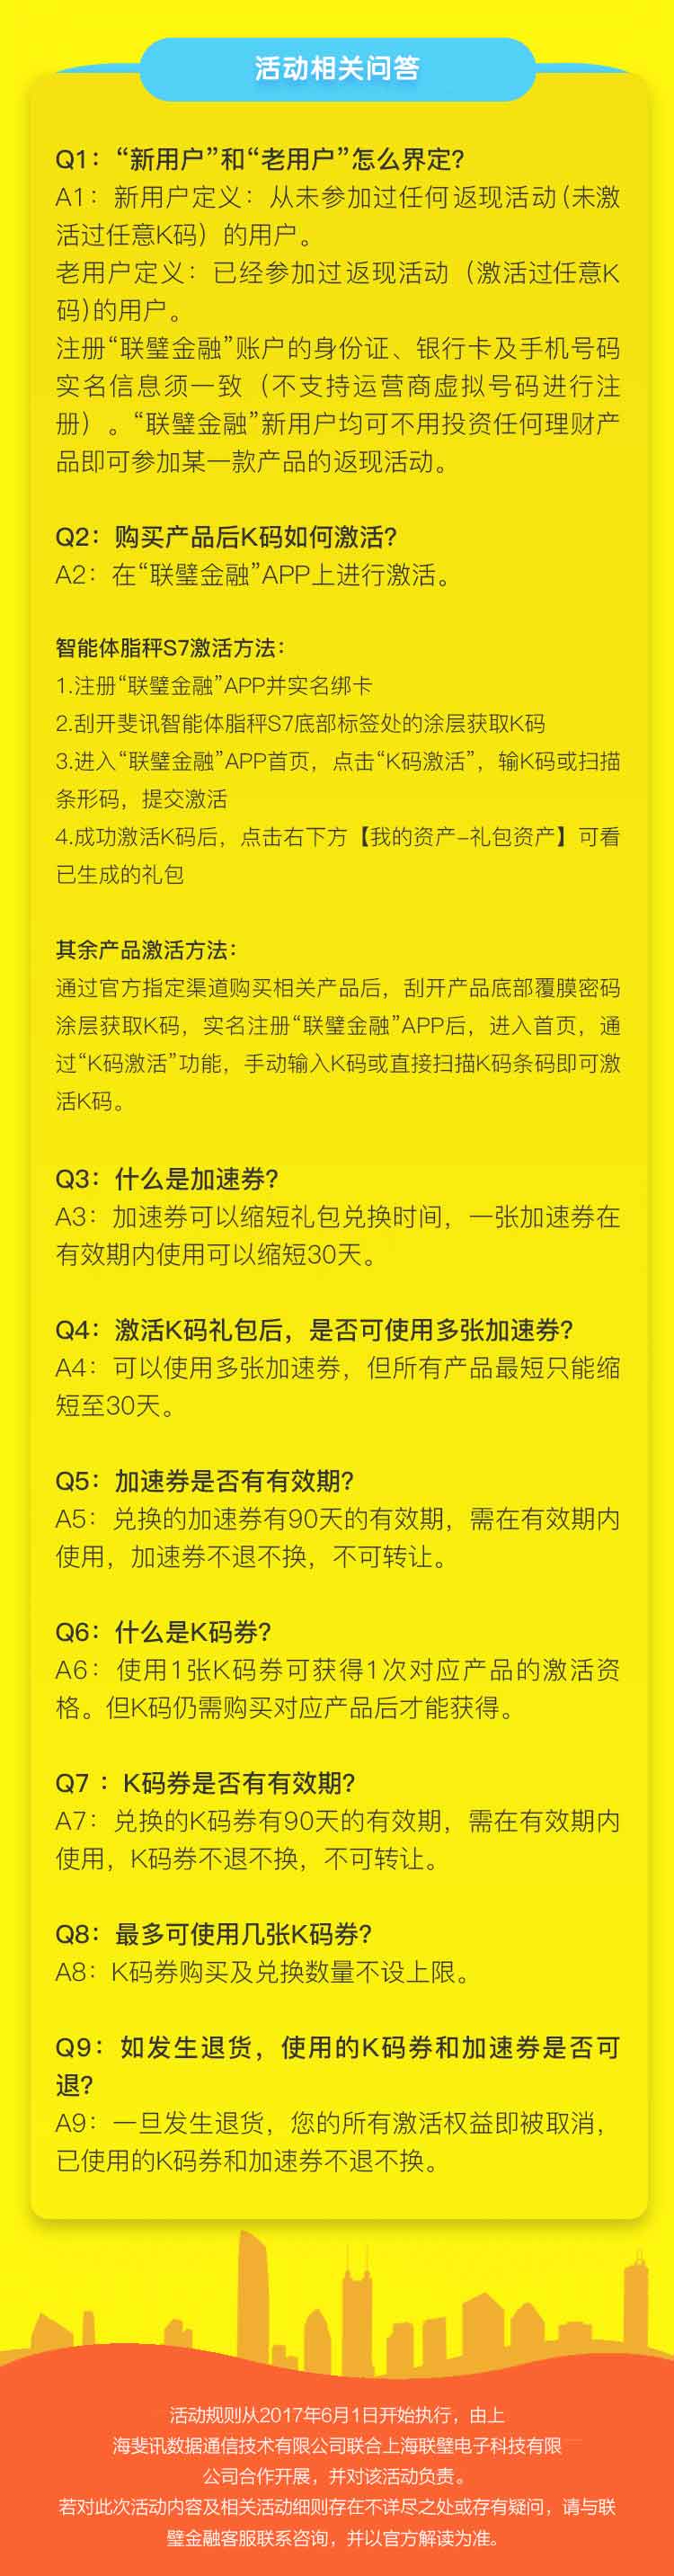 活动相关问答
Q1：“新用户”和“老用户”怎么界定?
A1：新用户定义：从未参加过任何返现活动(未激
活过任意K码）的用户。
老用户定义：已经参加过返现活动（激活过任意K
码)的用户。
注册“联璧金融”账户的身份证、银行卡及手机号码
实名信息须一致（不支持运营商虚拟号码进行注
册）。“联璧金融”新用户均可不用投资任何理财产
品即可参加某一款产品的返现活动。
Q2：购买产品后K码如何激活?
A2：在“联璧金融”APP上进行激活。
智能体脂秤S7激活方法：
1.注册“联璧金融”APP并实名绑卡
2.刮开斐讯智能体脂秤S7底部标签处的涂层获取K码
3.进入“联璧金融”APP首页，点击“K码激活”，输K码或扫描
条形码，提交激活
4.成功激活K码后，点击右下方【我的资产-礼包资产】可看
已生成的礼包
其余产品激活方法：
通过官方指定渠道购买相关产品后，刮开产品底部覆膜密码
涂层获取K码，实名注册“联璧金融”APP后，进入首页，通
过“K码激活”功能，手动输入K码或直接扫描K码条码即可激
活K码。
Q3：什么是加速券?
A3：加速券可以缩短礼包兑换时间，一张加速券在
有效期内使用可以缩短30天。
Q4：激活K码礼包后，是否可使用多张加速券?
A4：可以使用多张加速券，但所有产品最短只能缩
短至30天。
Q5：加速券是否有有效期?
A5：兑换的加速券有90天的有效期，需在有效期内
使用，加速券不退不换，不可转让。
Q6：什么是K码券?
A6：使用1张K码券可获得1次对应产品的激活资
格。但K码仍需购买对应产品后才能获得。
Q7 ：K码券是否有有效期?
A7：兑换的K码券有90天的有效期，需在有效期内
使用，K码券不退不换，不可转让。
Q8：最多可使用几张K码券?
A8：K码券购买及兑换数量不设上限。
Q9：如发生退货，使用的K码券和加速券是否可
退?
A9：一旦发生退货，您的所有激活权益即被取消，
已使用的K码券和加速券不退不换。
活动规则从2017年6月1日开始执行，由上
海斐讯数据通信技术有限公司联合上海联璧电子科技有限
公司合作开展，并对该活动负责。
若对此次活动内容及相关活动细则存在不详尽之处或存有疑问，请与联
璧金融客服联系咨询，并以官方解读为准。